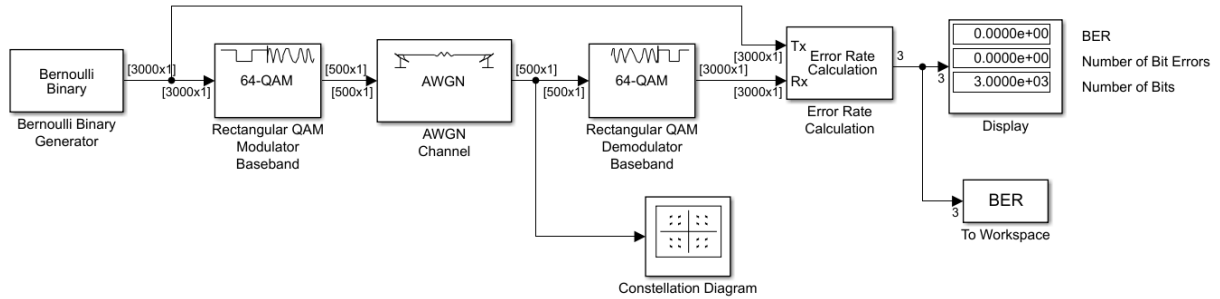 Bernoulli
Binary
Bernoulli Binary
Generator
[3000x1]
[3000x1]
64-QAM
Rectangular QAM
Modulator
Baseband
[500x1]
[500x1]
AWGN
AWGN
Channel
[500x1]
[500x1]
64-QAM
Rectangular QAM
Demodulator
Baseband
[3000x1]
[3000x1]
[3000x1]
Tx
Rx
Error Rate
Calculation
Error Rate
Calculation
3
3
0.0000e+00
0.0000e+00
3.0000e+03
Display
BER
Number of Bit Errors
Number of Bits
3
BER
To Workspace
Constellation Diagram